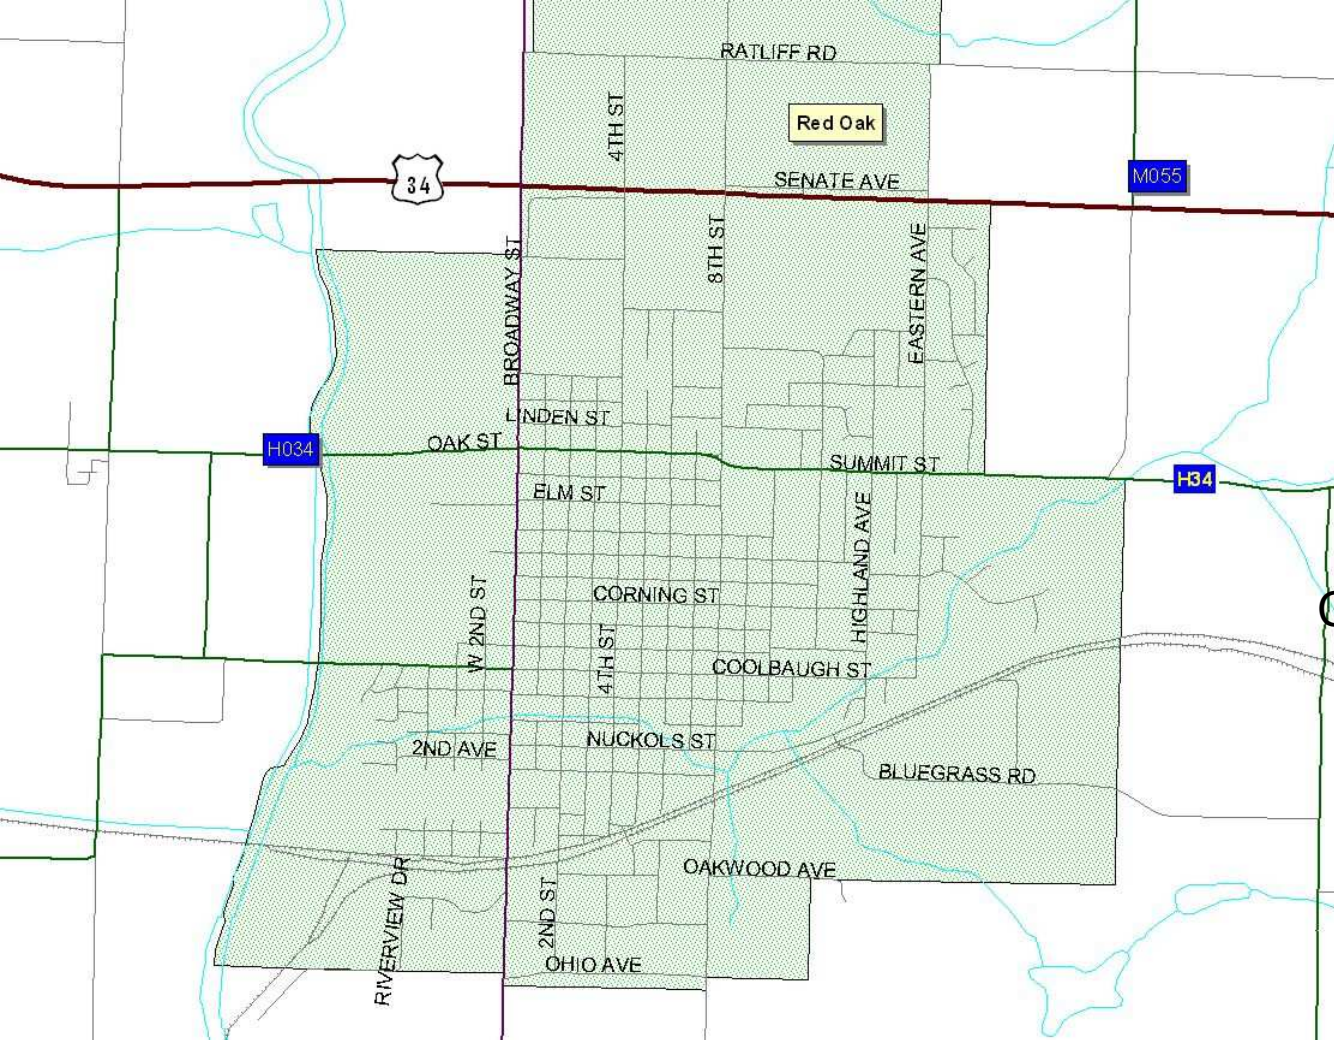 RATLIFF RD
4TH ST
Red Oak
34
SENATE AVE
M055
BROADWAY ST
8TH ST
EASTERN AVE
LINDEN ST
H034
OAK ST
SUMMIT ST
H34
ELM ST
HIGHLAND AVE
W 2ND ST
CORNING ST
4TH ST
COOLBAUGH ST
2ND AVE
NUCKOLS ST
BLUEGRASS RD
RIVERVIEW DR
OAKWOOD AVE
2ND ST
OHIO AVE